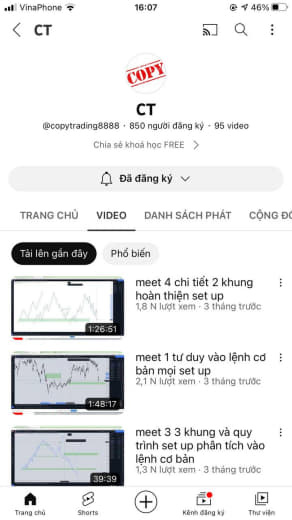 VinaPhone 16:07 46%
CT
COPY
CT
@copytrading8888 · 850 người đăng ký · 95 video
Chia sẻ khoá học FREE
Đã đăng ký
TRANG CHỦ VIDEO DANH SÁCH PHÁT CỘNG ĐỒ
Tải lên gần đây Phổ biến
meet 4 chi tiết 2 khung
hoàn thiện set up
1,8 N lượt xem · 3 tháng trước
1:26:51
meet 1 tư duy vào lệnh cơ
bản mọi set up
2,1 N lượt xem · 3 tháng trước
1:48:17
meet 3 3 khung và quy
trình set up phân tích vào
lệnh cơ bản
1,3 N lượt xem · 3 tháng trước
39:39
Trang chủ Shorts Kênh đăng ký Thư viện